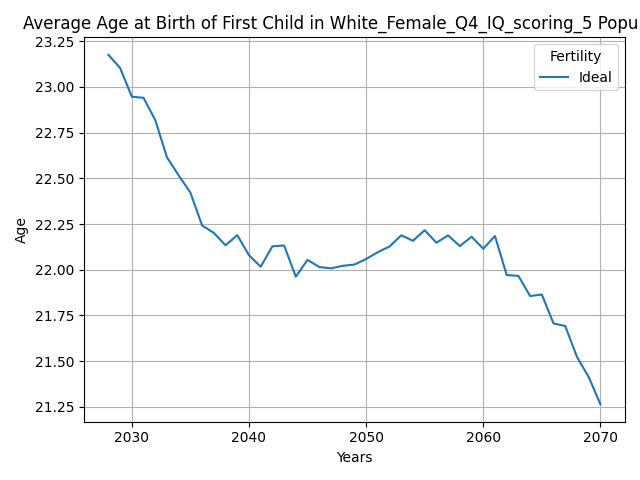 Average Age at Birth of First Child in White_Female_Q4_IQ_scoring_5 Popu
Fertility
Ideal
23.25
23.00
22.75
22.50
22.25
22.00
21.75
21.50
21.25
Age
2030 2040 2050 2060 2070
Years